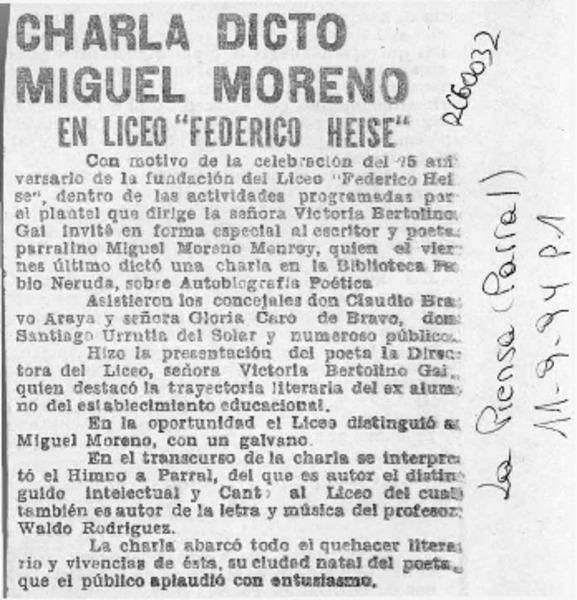 CHARLA DICTO
MIGUEL MORENO
EN LICEO "FEDERICO HEISE"
Con motivo de la celebración del 75 ani
versario de la fundación del Liceo "Federico Hei
se", dentro de las actividades programadas por
el plantel que dirige la señora Victoria Bertolino
Gai invitó en forma especial al escritor y poeta
parralino Miguel Moreno Monroy, quien el vier
nes último dictó una charla en la Biblioteca Pa
blo Neruda, sobre Autobiografía Poética
Asistieron los concejales don Claudio Bra
vo Araya y señora Gloria Caro de Bravo, don
Santiago Urrutia del Solar y numeroso público.
Hizo la presentación del poeta la Direc
tora del Liceo, señora Victoria Bertolino Gai,
quien destacó la trayectoria literaria del ex alum
no del establecimiento educacional.
En la oportunidad el Liceo distinguió a
Miguel Moreno, con un galvano.
En el transcurso de la charla se interpre
tó el Himno a Parral, del que es autor el distin
guido intelectual y Canto al Liceo del cual
también es autor de la letra y música del profesor
Waldo Rodríguez.
La charla abarcó todo el quehacer litera
rio y vivencias de ésta, su ciudad natal del poeta,
que el público aplaudió con entusiasmo.
La Prensa (Parral)
11-9-94 p.1